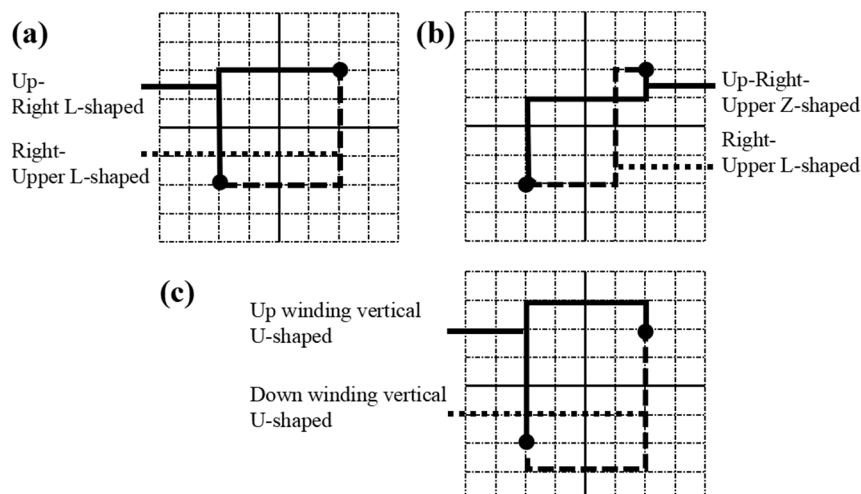 (a)
Up-
Right L-shaped
Right-
Upper L-shaped
(b)
Up-Right-
Upper Z-shaped
Right-
Upper L-shaped
(c)
Up winding vertical
U-shaped
Down winding vertical
U-shaped